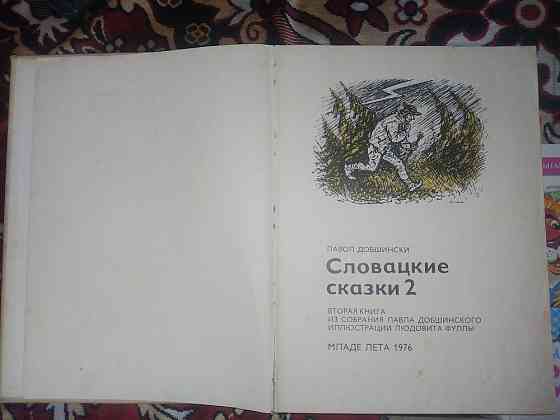 ПАВОЛ ДОБШИНСКИ
Словацкие
сказки 2
ВТОРАЯ КНИГА
ИЗ СОБРАНИЯ ПАВЛА ДОБШИНСКОГО
ИЛЛЮСТРАЦИИ ЛЮДОВИТА ФУЛЛЫ
МЛАДЕ ЛЕТА 1976